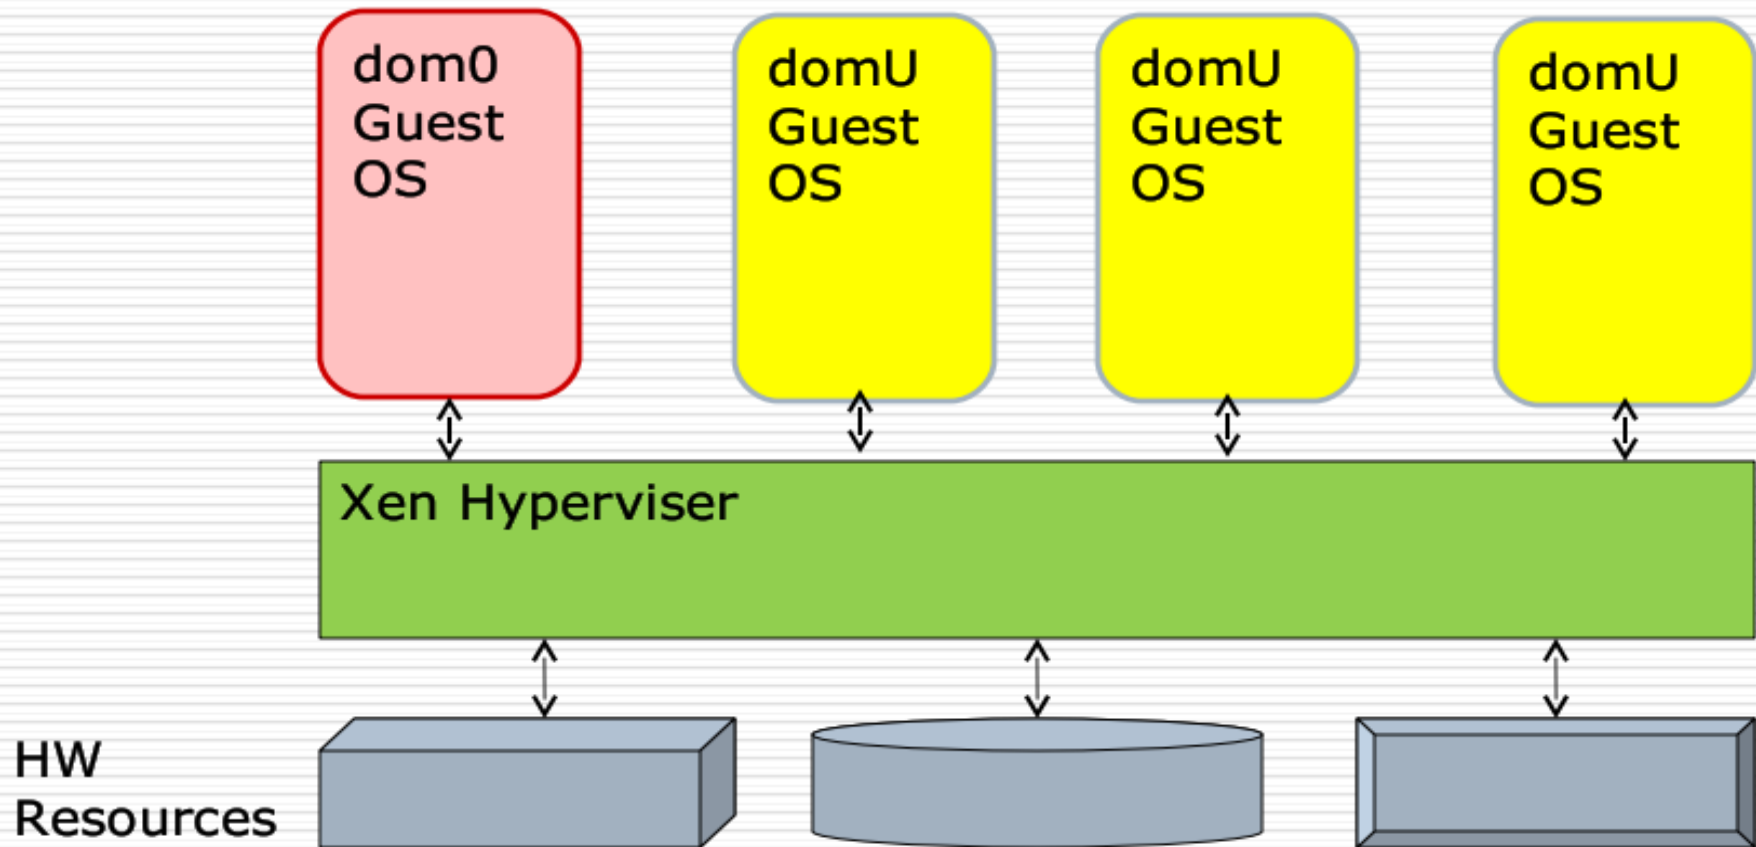 dom0
Guest
OS
domU
Guest
OS
domU
Guest
OS
domU
Guest
OS
Xen Hyperviser
HW
Resources